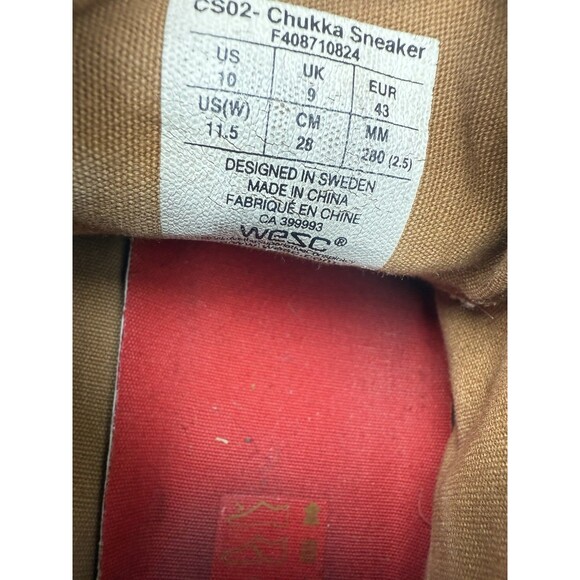 CS02- Chukka Sneaker
F408710824
US UK EUR
10 9 43
US(W) CM MM
11.5 28 280 (2.5)
DESIGNED IN SWEDEN
MADE IN CHINA
FABRIQUÉ EN CHINE
CA 399993
wesc®